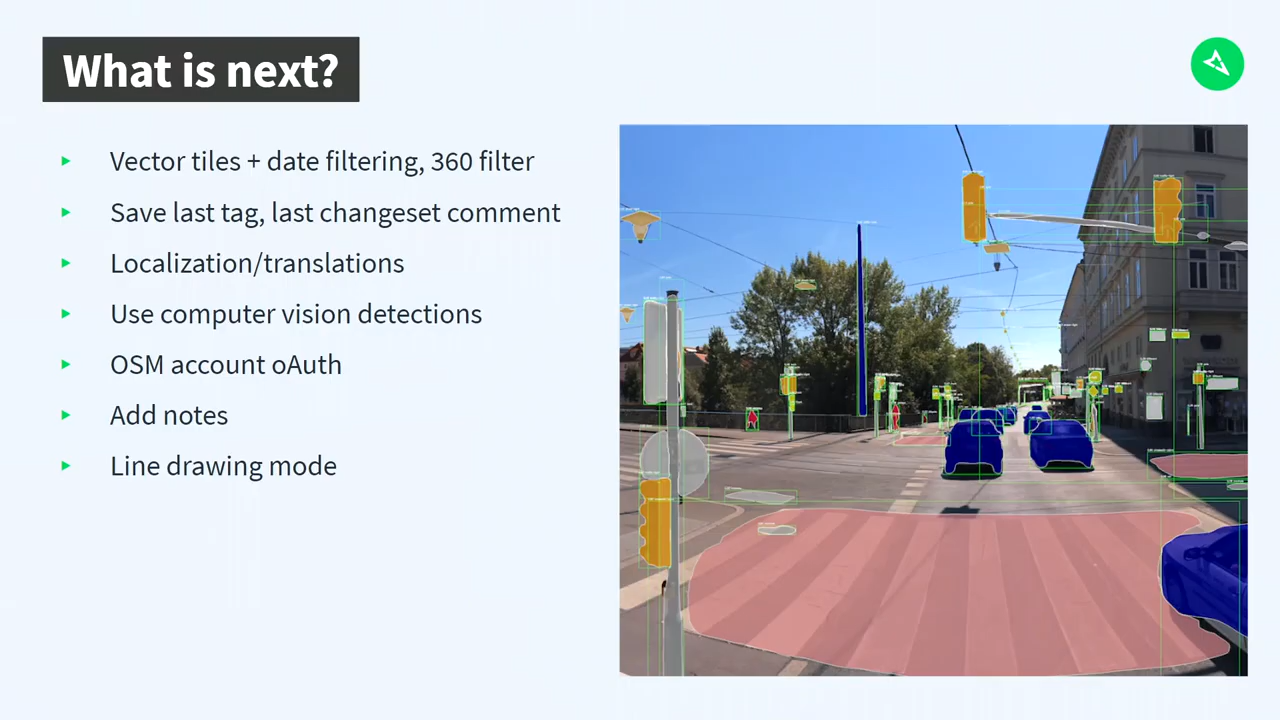 What is next?
Vector tiles + date filtering, 360 filter
Save last tag, last changeset comment
Localization/translations
Use computer vision detections
OSM account oAuth
Add notes
Line drawing mode